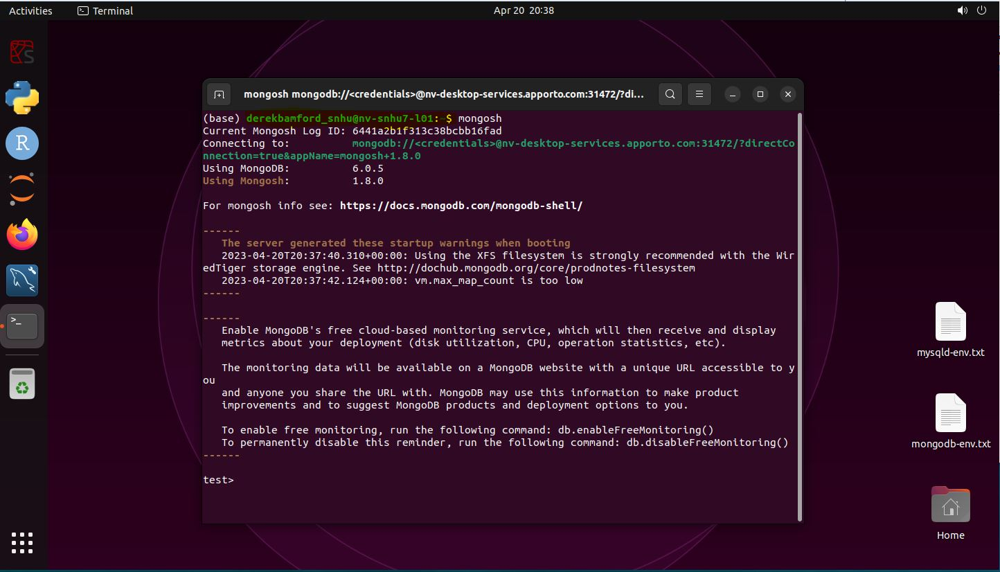 Activities
Terminal
Apr 20 20:38
mongosh mongodb://<credentials>@nv-desktop-services.apporto.com:31472/?di...
(base) derekbamford_snhu@nv-snhu7-l01:~$ mongosh
Current Mongosh Log ID: 6441a2b1f313c38bcbb16fad
Connecting to: mongodb://<credentials>@nv-desktop-services.apporto.com:31472/?directCo
nnection=true&appName=mongosh+1.8.0
Using MongoDB: 6.0.5
Using Mongosh: 1.8.0
For mongosh info see: https://docs.mongodb.com/mongodb-shell/
------
The server generated these startup warnings when booting
2023-04-20T20:37:40.310+00:00: Using the XFS filesystem is strongly recommended with the Wir
edTiger storage engine. See http://dochub.mongodb.org/core/prodnotes-filesystem
2023-04-20T20:37:42.124+00:00: vm.max_map_count is too low
------
------
Enable MongoDB's free cloud-based monitoring service, which will then receive and display
metrics about your deployment (disk utilization, CPU, operation statistics, etc).
The monitoring data will be available on a MongoDB website with a unique URL accessible to y
ou
and anyone you share the URL with. MongoDB may use this information to make product
improvements and to suggest MongoDB products and deployment options to you.
To enable free monitoring, run the following command: db.enableFreeMonitoring()
To permanently disable this reminder, run the following command: db.disableFreeMonitoring()
------
test>
S
R
>_
mysqld-env.txt
mongodb-env.txt
Home